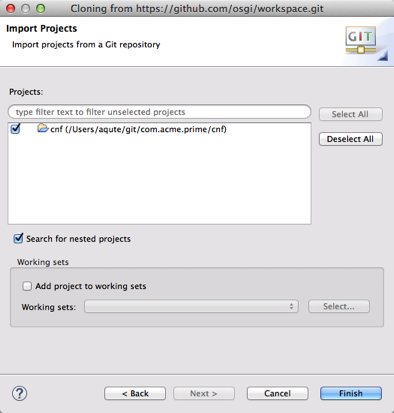 Cloning from https://github.com/osgi/workspace.git
Import Projects
Import projects from a Git repository
GIT
Projects:
type filter text to filter unselected projects
Select All
cnf (/Users/aqute/git/com.acme.prime/cnf)
Deselect All
Search for nested projects
Working sets
Add project to working sets
Working sets:
Select...
?
< Back
Next >
Cancel
Finish